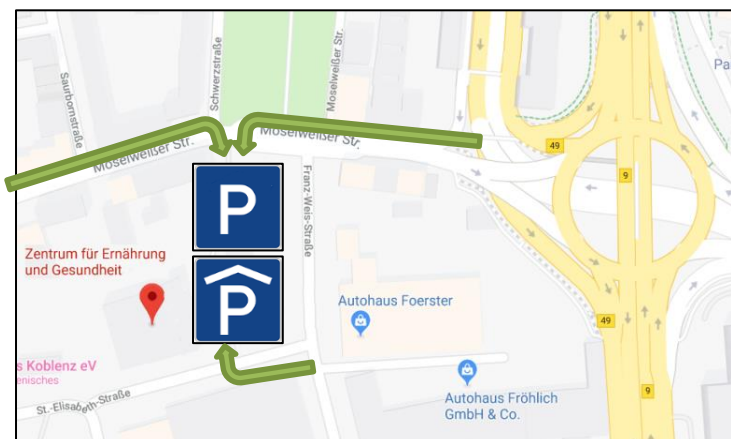 Saurbornstraße
Schwerzstraße
Moselweißer Str.
Moselweißer Str.
Moselweißer Str.
Franz-Weis-Straße
P
P
Zentrum für Ernährung
und Gesundheit
Autohaus Foerster
Autohaus Fröhlich
GmbH & Co.
s Koblenz eV
enisches
St.-Elisabeth-Straße
49
9
49
9
Pa